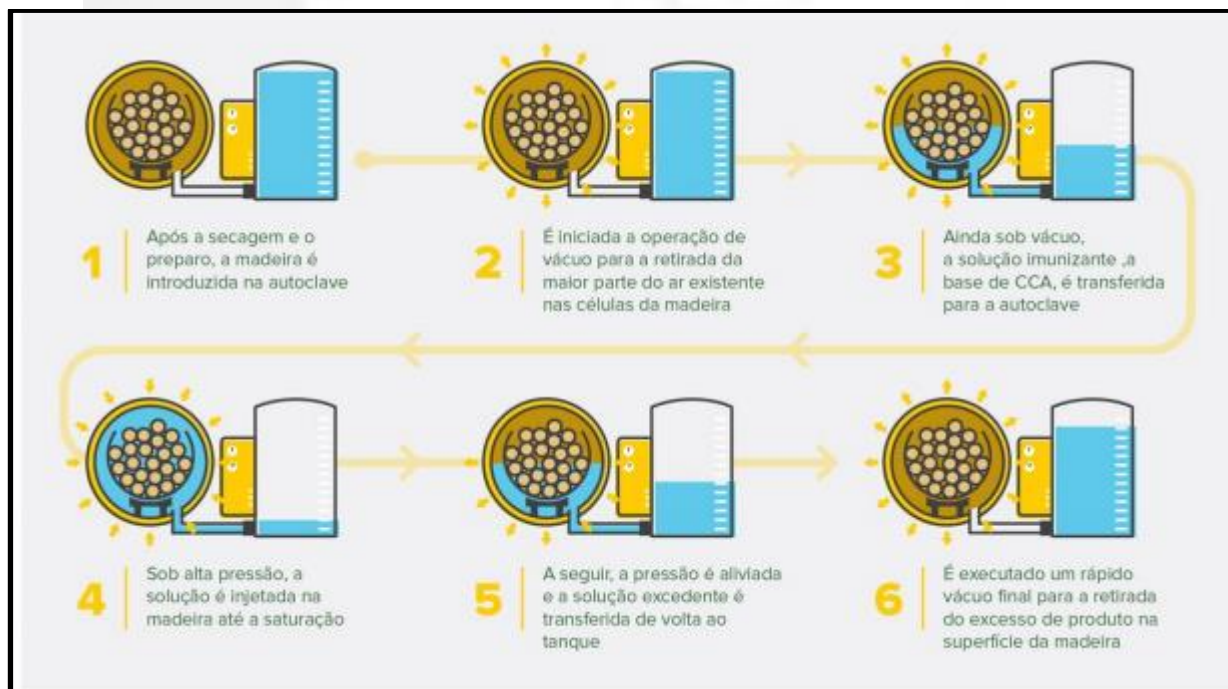 1
Após a secagem e o
preparo, a madeira é
introduzida na autoclave
2
É iniciada a operação de
vácuo para a retirada da
maior parte do ar existente
nas células da madeira
3
Ainda sob vácuo,
a solução imunizante ,a
base de CCA, é transferida
para a autoclave
4
Sob alta pressão, a
solução é injetada na
madeira até a saturação
5
A seguir, a pressão é aliviada
e a solução excedente é
transferida de volta ao
tanque
6
É executado um rápido
vácuo final para a retirada
do excesso de produto na
superfície da madeira